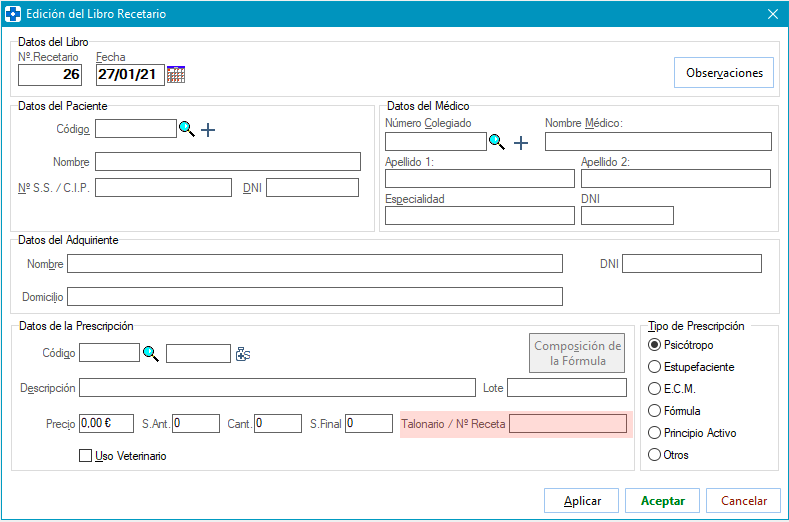 Edición del Libro Recetario
Datos del Libro
Nº.Recetario Fecha
26 27/01/21
Observaciones
Datos del Paciente
Código
Nombre
Nº S.S. / C.I.P. DNI
Datos del Médico
Número Colegiado Nombre Médico:
Apellido 1: Apellido 2:
Especialidad DNI
Datos del Adquiriente
Nombre DNI
Domicilio
Datos de la Prescripción
Código S
Composición de
la Fórmula
Descripción Lote
Precio 0,00 € S.Ant. 0 Cant. 0 S.Final 0 Talonario / Nº Receta
Uso Veterinario
Tipo de Prescripción
Psicótropo
Estupefaciente
E.C.M.
Fórmula
Principio Activo
Otros
Aplicar Aceptar Cancelar